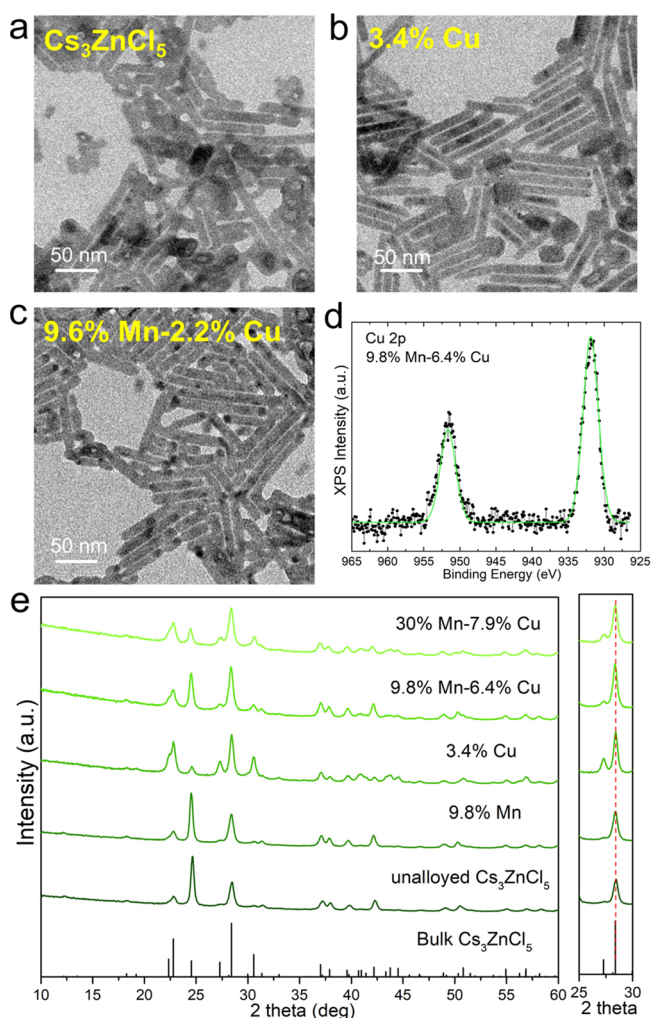 a
Cs₃ZnCl₅
50 nm
b
3.4% Cu
50 nm
c
9.6% Mn-2.2% Cu
50 nm
d
Cu 2p
9.8% Mn-6.4% Cu
XPS Intensity (a.u.)
965 960 955 950 945 940 935 930 925
Binding Energy (eV)
e
30% Mn-7.9% Cu
9.8% Mn-6.4% Cu
3.4% Cu
9.8% Mn
unalloyed Cs₃ZnCl₅
Bulk Cs₃ZnCl₅
Intensity (a.u.)
10 15 20 25 30 35 40 45 50 55 60
2 theta (deg)
25 30
2 theta